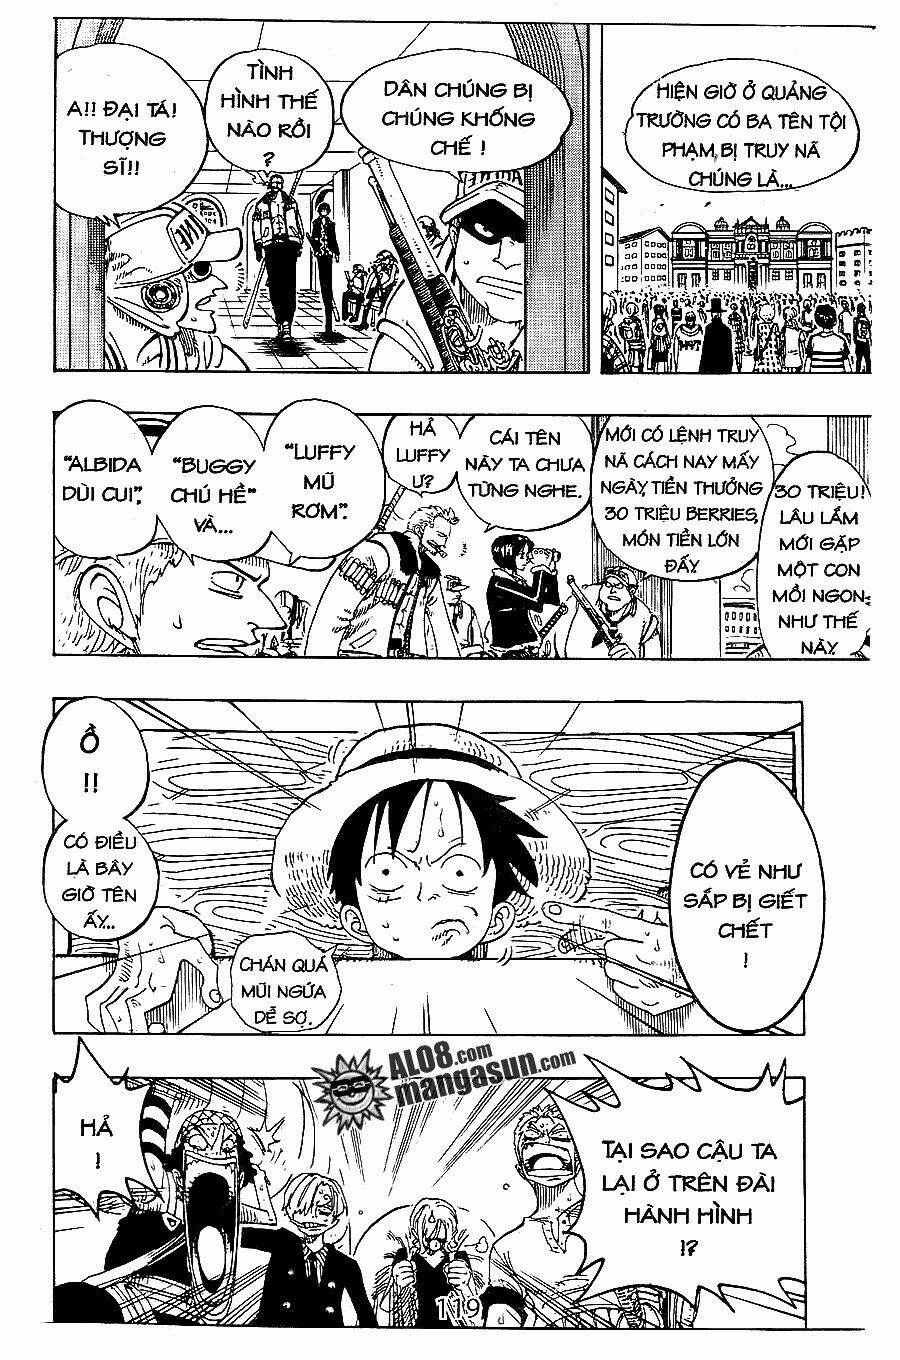 A!! ĐẠI TÁ!
THƯỢNG
SĨ!!
TÌNH
HÌNH THẾ
NÀO RỒI
?
DÂN CHÚNG BỊ
CHÚNG KHỐNG
CHẾ !
HIỆN GIỜ Ở QUẢNG
TRƯỜNG CÓ BA TÊN TỘI
PHẠM, BỊ TRUY NÃ
CHÚNG LÀ...
"ALBIDA
DÙI CUI",
"BUGGY
CHÚ HỀ"
VÀ...
"LUFFY
MŨ
RƠM".
HẢ
LUFFY
Ư?
CÁI TÊN
NÀY TA CHƯA
TỪNG NGHE.
MỚI CÓ LỆNH TRUY
NÃ CÁCH NAY MẤY
NGÀY, TIỀN THƯỞNG
30 TRIỆU BERRIES,
MÓN TIỀN LỚN
ĐẤY
30 TRIỆU!
LÂU LẮM
MỚI GẶP
MỘT CON
MỒI NGON
NHƯ THẾ
NÀY.
Ồ
!!
CÓ ĐIỀU
LÀ BÂY
GIỜ TÊN
ẤY...
CHÁN QUÁ
MŨI NGỨA
DỄ SỢ.
CÓ VẺ NHƯ
SẮP BỊ GIẾT
CHẾT
!
AL08.com
mangasun.com
HẢ
!
TẠI SAO CẬU TA
LẠI Ở TRÊN ĐÀI
HÀNH HÌNH
!?
119